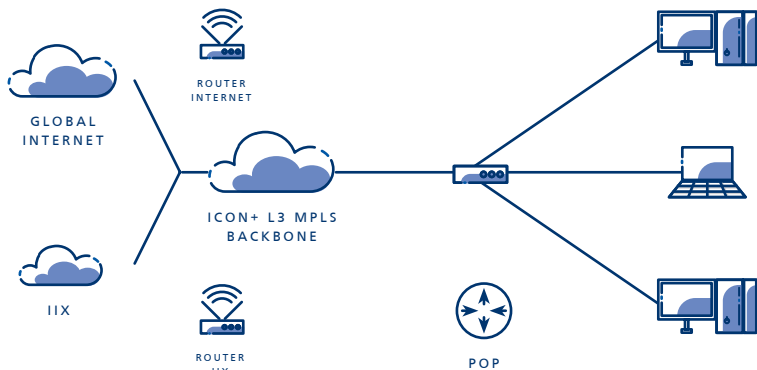 ROUTER
INTERNET
GLOBAL
INTERNET
ICON+ L3 MPLS
BACKBONE
IIX
ROUTER
POP